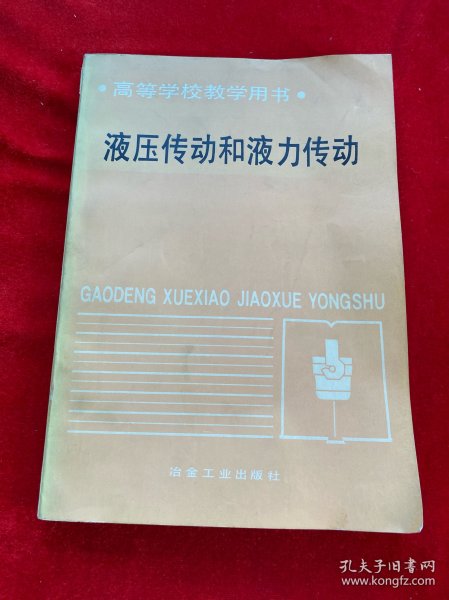 •高等学校教学用书•
液压传动和液力传动
GAODENG XUEXIAO JIAOXUE YONGSHU
冶金工业出版社
孔夫子旧书网
www.kongfz.com